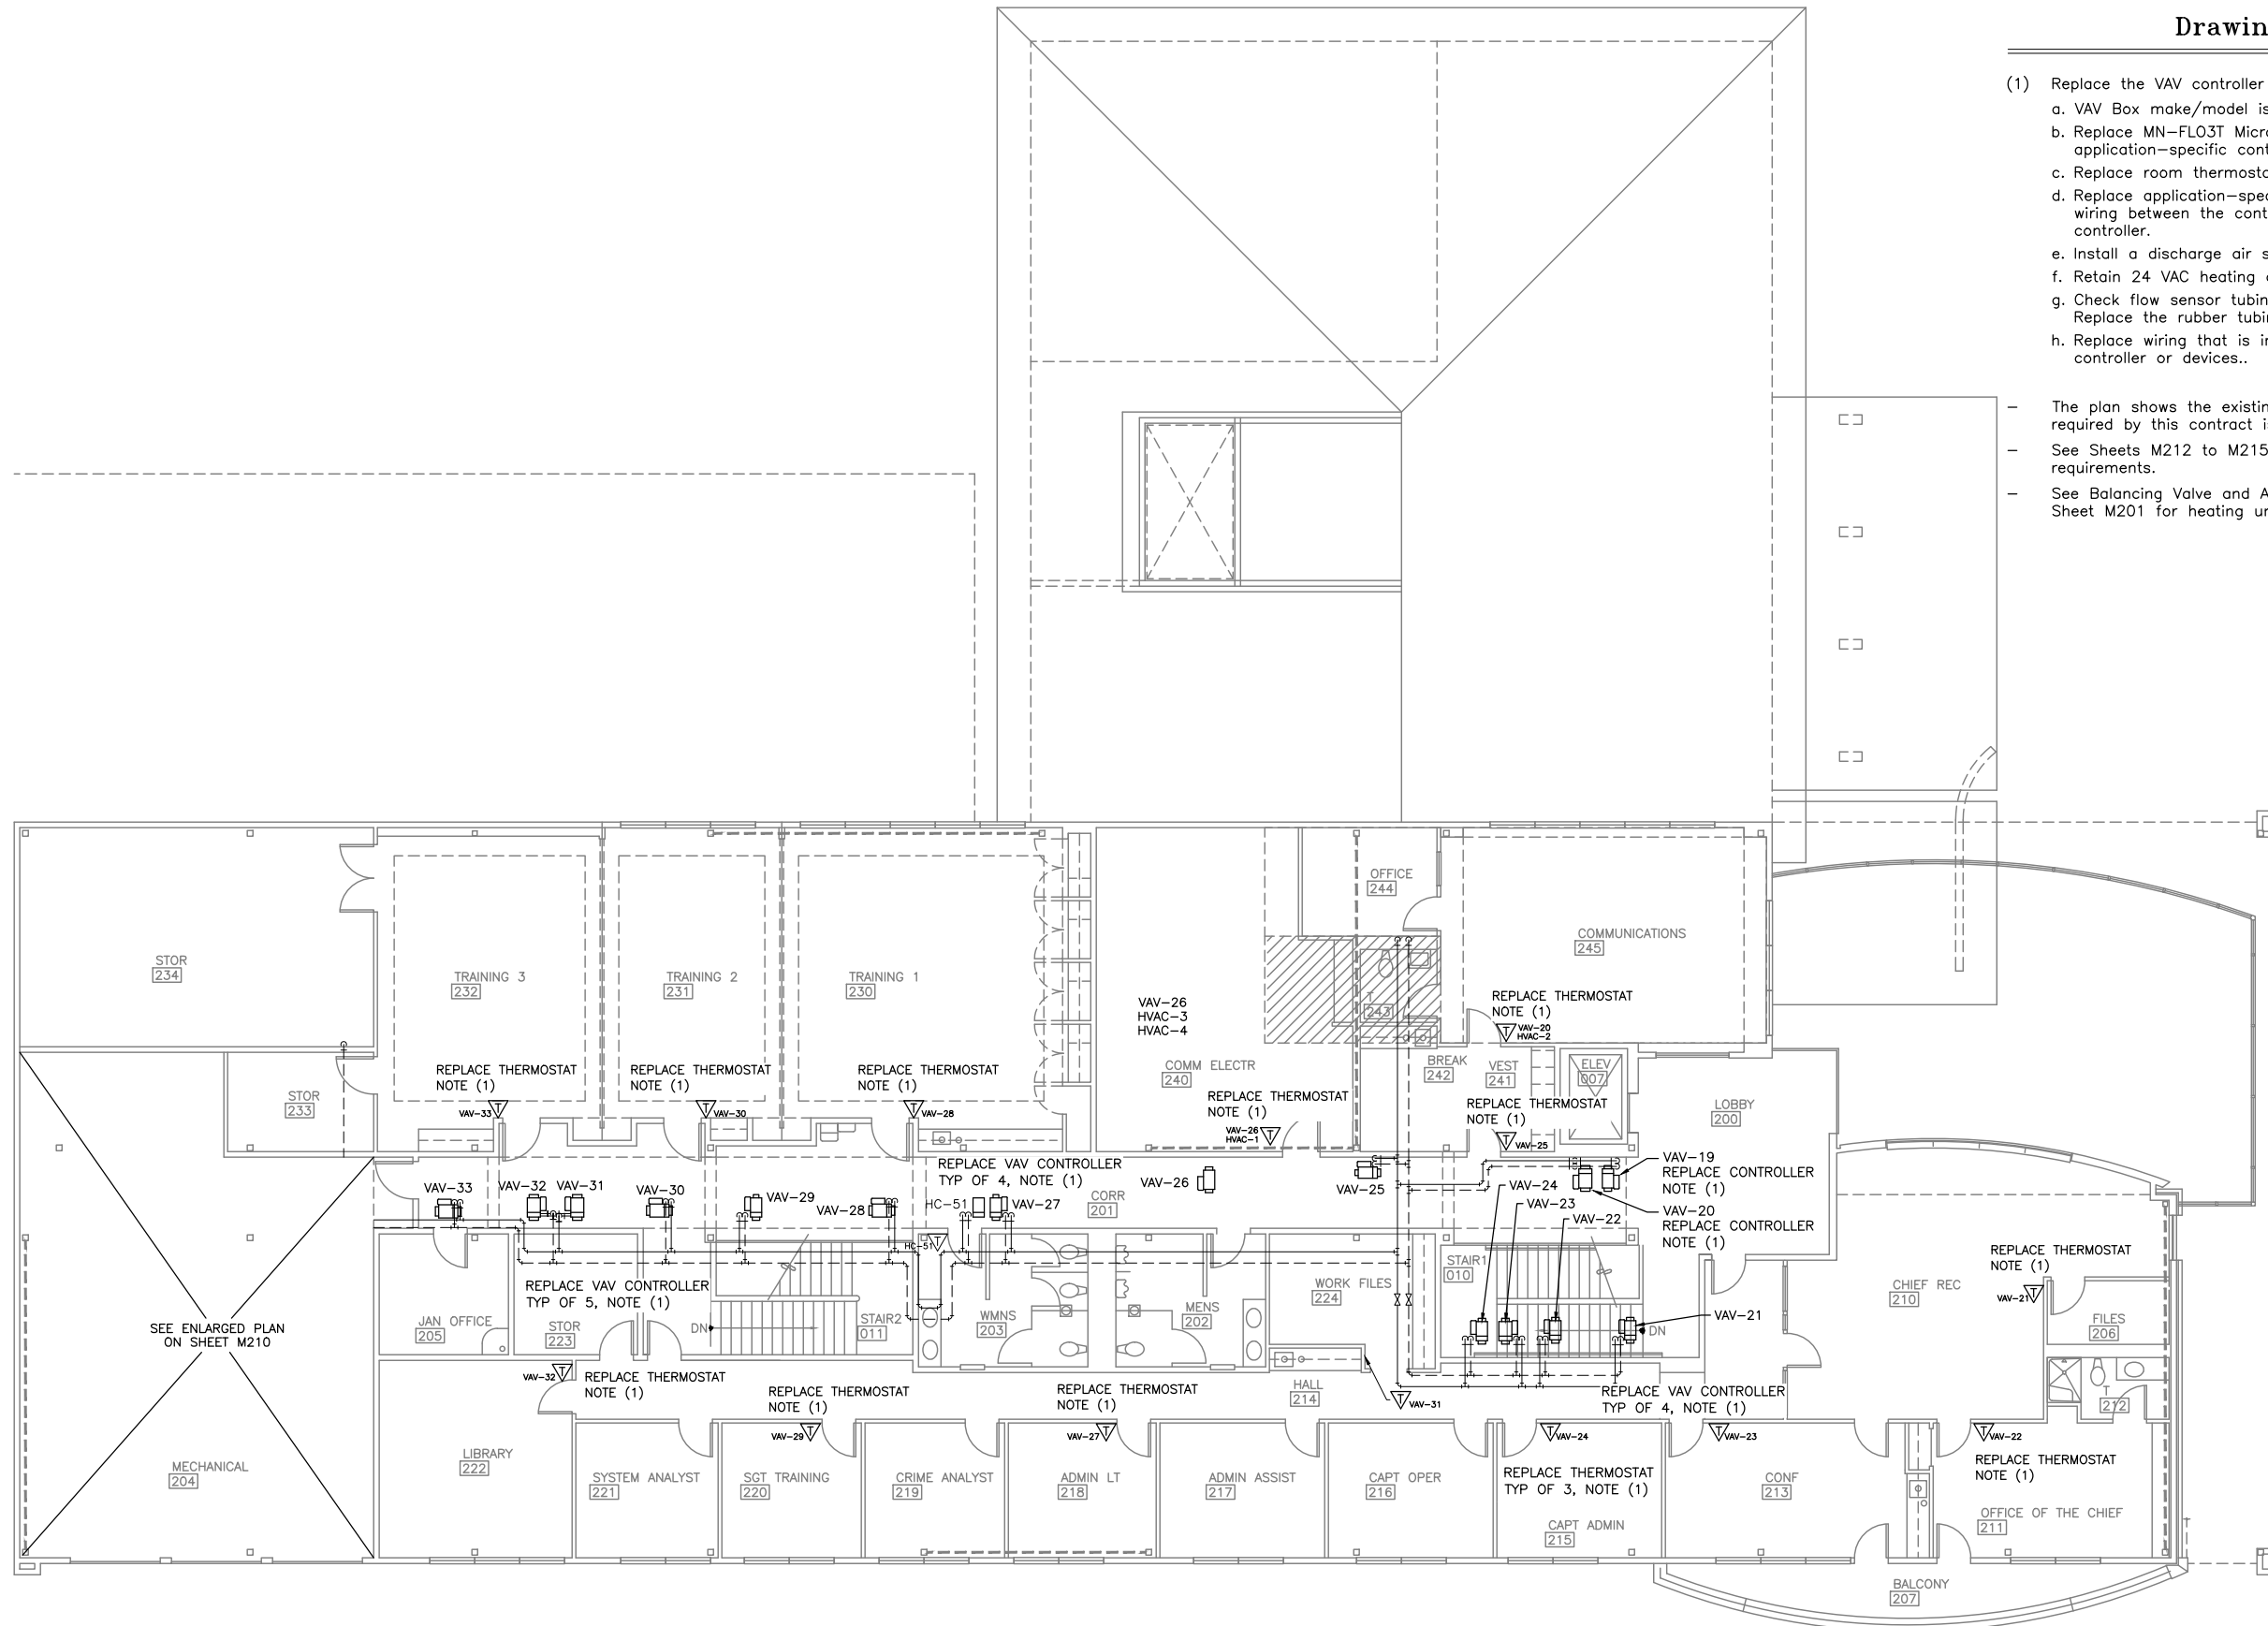 Drawin
(1) Replace the VAV controller
a. VAV Box make/model is
b. Replace MN-FLO3T Micro
application-specific cont
c. Replace room thermosta
d. Replace application-spec
wiring between the cont
controller.
e. Install a discharge air s
f. Retain 24 VAC heating
g. Check flow sensor tubin
Replace the rubber tubi
h. Replace wiring that is i
controller or devices..
- The plan shows the existin
required by this contract i
- See Sheets M212 to M215
requirements.
- See Balancing Valve and A
Sheet M201 for heating u
STOR
234
TRAINING 3
232
TRAINING 2
231
TRAINING 1
230
OFFICE
244
COMMUNICATIONS
245
VAV-26
HVAC-3
HVAC-4
T
243
REPLACE THERMOSTAT
NOTE (1)
VAV-20
HVAC-2
COMM ELECTR
240
BREAK
242
VEST
241
ELEV
007
STOR
233
REPLACE THERMOSTAT
NOTE (1)
T
VAV-33
REPLACE THERMOSTAT
NOTE (1)
T
VAV-30
REPLACE THERMOSTAT
NOTE (1)
T
VAV-28
REPLACE THERMOSTAT
NOTE (1)
VAV-26
HVAC-1
T
REPLACE THERMOSTAT
NOTE (1)
T
VAV-25
LOBBY
200
REPLACE VAV CONTROLLER
TYP OF 4, NOTE (1)
VAV-33
VAV-32
VAV-31
VAV-30
VAV-29
VAV-28
HC-51
VAV-27
CORR
201
VAV-26
VAV-25
VAV-24
VAV-23
VAV-22
VAV-19
REPLACE CONTROLLER
NOTE (1)
VAV-20
REPLACE CONTROLLER
NOTE (1)
HC-51
T
REPLACE VAV CONTROLLER
TYP OF 5, NOTE (1)
STAIR1
010
REPLACE THERMOSTAT
NOTE (1)
VAV-21
T
CHIEF REC
210
SEE ENLARGED PLAN
ON SHEET M210
JAN OFFICE
205
STOR
223
DN
STAIR2
011
WMNS
203
MENS
202
WORK FILES
224
DN
VAV-21
FILES
206
VAV-32
T
REPLACE THERMOSTAT
NOTE (1)
REPLACE THERMOSTAT
NOTE (1)
REPLACE THERMOSTAT
NOTE (1)
HALL
214
T
VAV-31
REPLACE VAV CONTROLLER
TYP OF 4, NOTE (1)
T
212
VAV-29
T
VAV-27
T
T
VAV-24
T
VAV-23
T
VAV-22
MECHANICAL
204
LIBRARY
222
SYSTEM ANALYST
221
SGT TRAINING
220
CRIME ANALYST
219
ADMIN LT
218
ADMIN ASSIST
217
CAPT OPER
216
REPLACE THERMOSTAT
TYP OF 3, NOTE (1)
CAPT ADMIN
215
CONF
213
REPLACE THERMOSTAT
NOTE (1)
OFFICE OF THE CHIEF
211
BALCONY
207